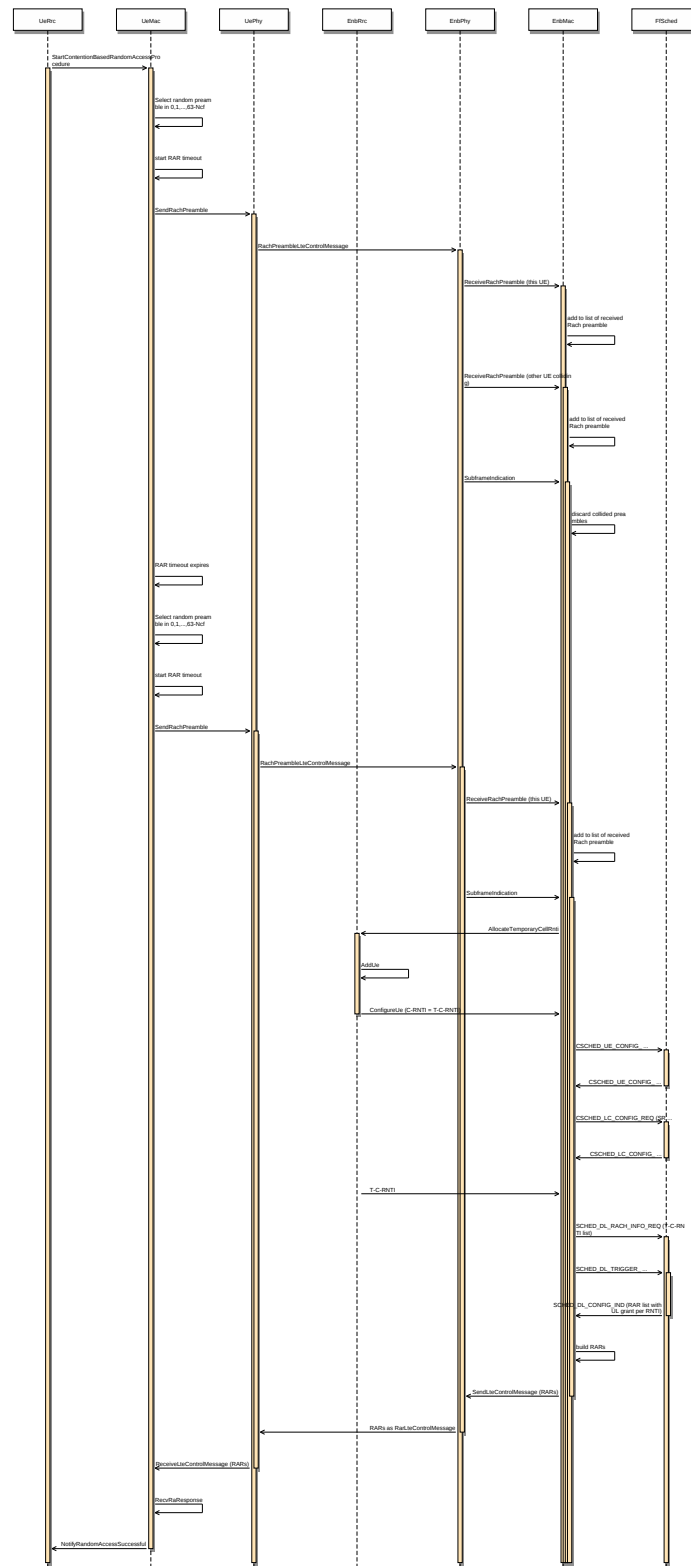 UeRrc
UeMac
UePhy
EnbRrc
EnbPhy
EnbMac
FfSched
StartContentionBasedRandomAccessPro
cedure
Select random pream
ble in 0,1,...,63-Ncf
start RAR timeout
SendRachPreamble
RachPreambleLteControlMessage
ReceiveRachPreamble (this UE)
add to list of received
Rach preamble
ReceiveRachPreamble (other UE collidin
g)
add to list of received
Rach preamble
SubframeIndication
discard collided prea
mbles
RAR timeout expires
Select random pream
ble in 0,1,...,63-Ncf
start RAR timeout
SendRachPreamble
RachPreambleLteControlMessage
ReceiveRachPreamble (this UE)
add to list of received
Rach preamble
SubframeIndication
AllocateTemporaryCellRnti
AddUe
ConfigureUe (C-RNTI = T-C-RNTI)
CSCHED_UE_CONFIG_ ...
CSCHED_UE_CONFIG_ ...
CSCHED_LC_CONFIG_REQ (SR ...
CSCHED_LC_CONFIG_ ...
T-C-RNTI
SCHED_DL_RACH_INFO_REQ (T-C-RN
TI list)
SCHED_DL_TRIGGER_ ...
SCHED_DL_CONFIG_IND (RAR list with
UL grant per RNTI)
build RARs
SendLteControlMessage (RARs)
RARs as RarLteControlMessage
ReceiveLteControlMessage (RARs)
RecvRaResponse
NotifyRandomAccessSuccessful